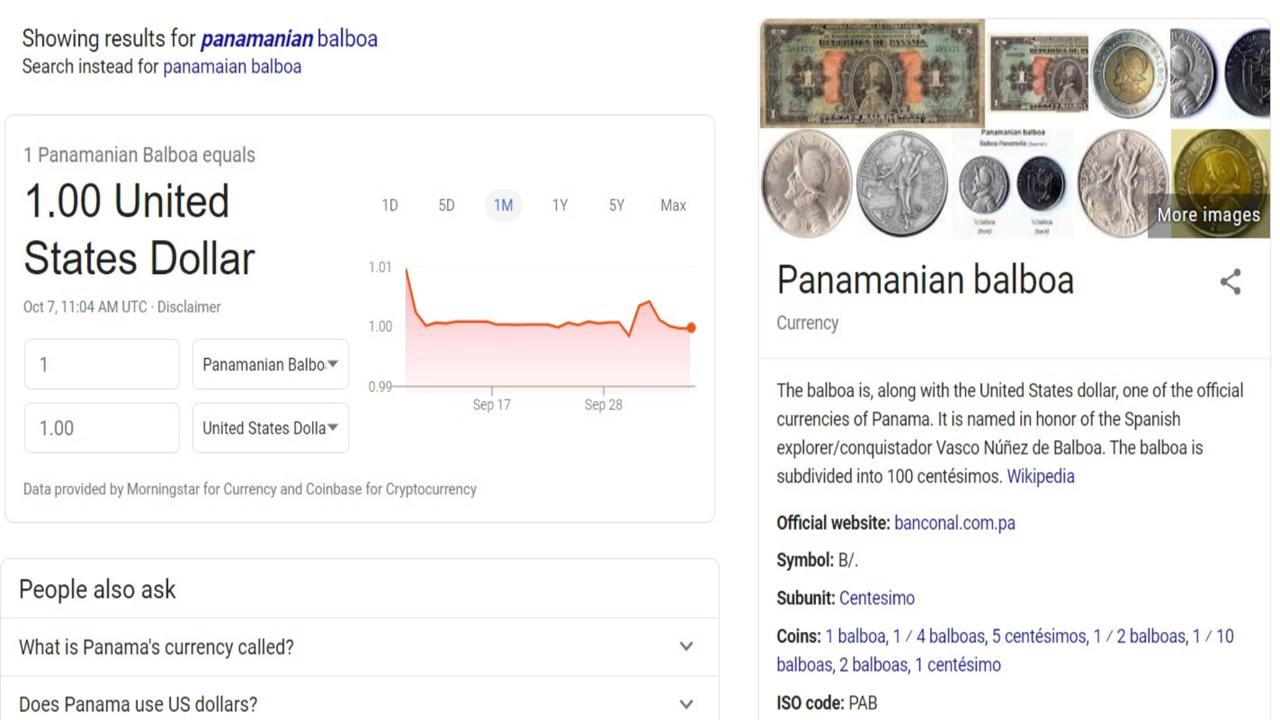 Showing results for panamanian balboa
Search instead for panamaian balboa
1 Panamanian Balboa equals
1.00 United
States Dollar
Oct 7, 11:04 AM UTC · Disclaimer
1
Panamanian Balbo
1.00
United States Dolla
1D 5D 1M 1Y 5Y Max
1.01
1.00
0.99
Sep 17 Sep 28
Data provided by Morningstar for Currency and Coinbase for Cryptocurrency
People also ask
What is Panama's currency called?
Does Panama use US dollars?
REPUBLICA DE PANAMA
Panamanian balboa
More images
Panamanian balboa
Currency
The balboa is, along with the United States dollar, one of the official
currencies of Panama. It is named in honor of the Spanish
explorer/conquistador Vasco Núñez de Balboa. The balboa is
subdivided into 100 centésimos. Wikipedia
Official website: banconal.com.pa
Symbol: B/.
Subunit: Centesimo
Coins: 1 balboa, 1 / 4 balboas, 5 centésimos, 1 / 2 balboas, 1 / 10
balboas, 2 balboas, 1 centésimo
ISO code: PAB